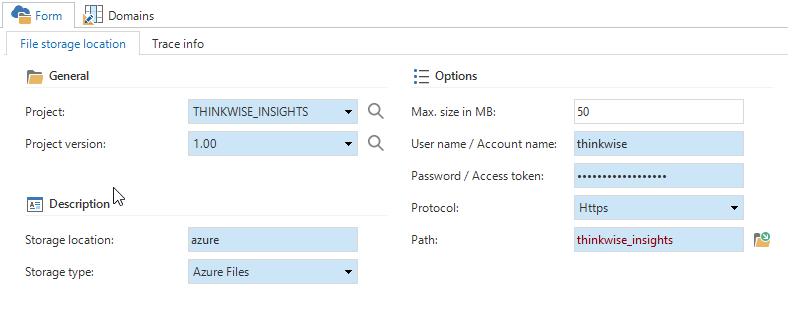 Form Domains
File storage location Trace info
General
Project: THINKWISE_INSIGHTS
Project version: 1.00
Description
Storage location: azure
Storage type: Azure Files
Options
Max. size in MB: 50
User name / Account name: thinkwise
Password / Access token: ••••••••••••••••••
Protocol: Https
Path: thinkwise_insights